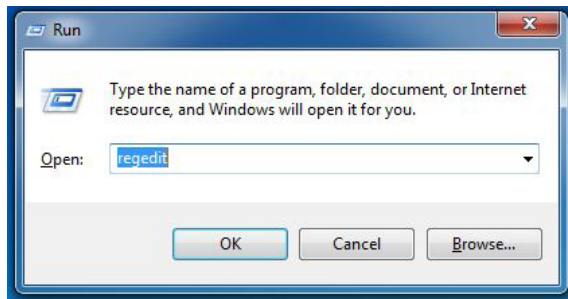 Run
Type the name of a program, folder, document, or Internet
resource, and Windows will open it for you.
Open: regedit
OK Cancel Browse...